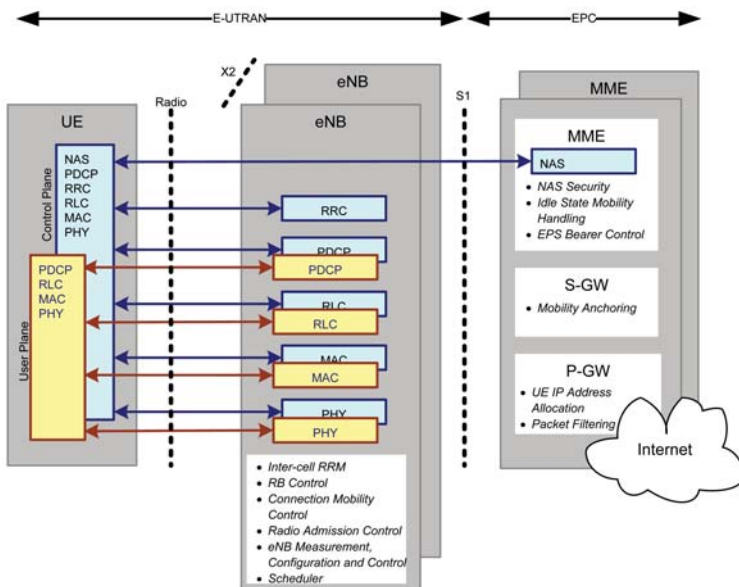 E-UTRAN
EPC
X2
eNB
MME
Radio
S1
UE
eNB
MME
Control Plane
NAS
PDCP
RRC
RLC
MAC
PHY
User Plane
PDCP
RLC
MAC
PHY
RRC
PDCP
PDCP
RLC
RLC
MAC
MAC
PHY
PHY
• Inter-cell RRM
• RB Control
• Connection Mobility
Control
• Radio Admission Control
• eNB Measurement,
Configuration and Control
• Scheduler
NAS
• NAS Security
• Idle State Mobility
Handling
• EPS Bearer Control
S-GW
• Mobility Anchoring
P-GW
• UE IP Address
Allocation
• Packet Filtering
Internet